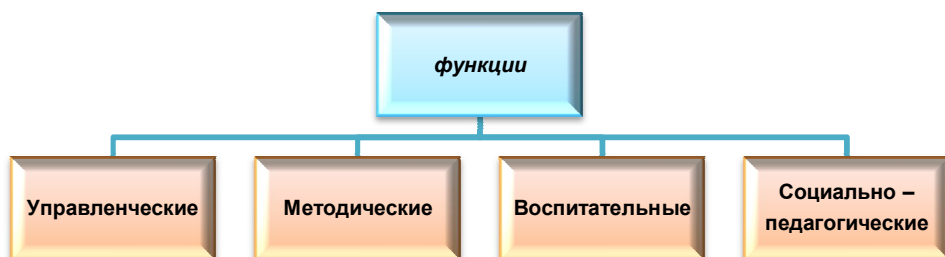 функции
Управленческие
Методические
Воспитательные
Социально –
педагогические